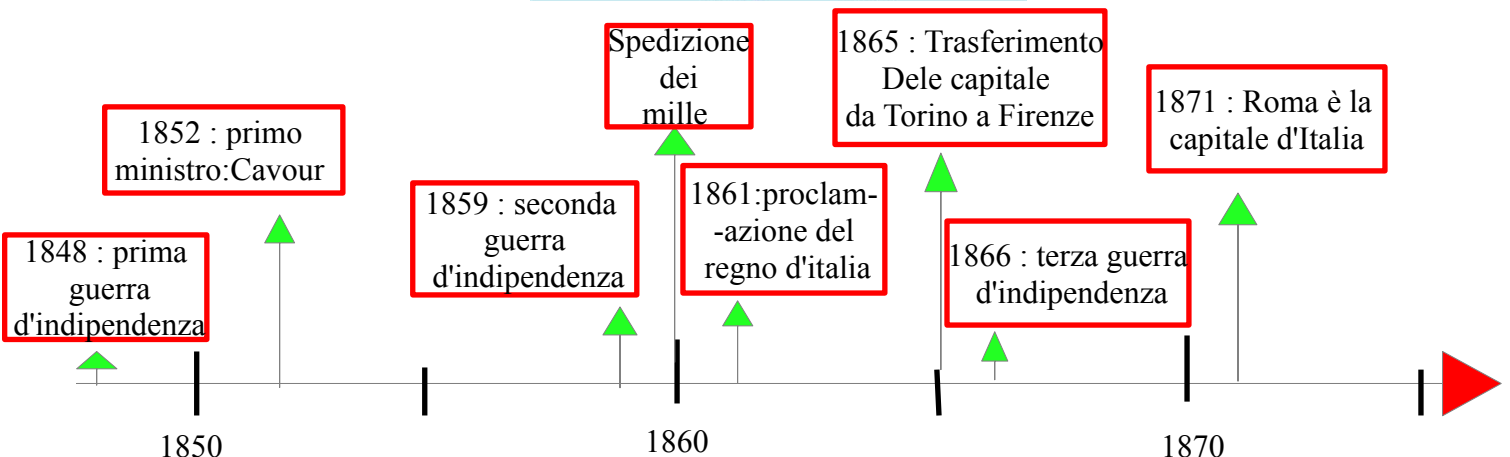 1848 : prima
guerra
d'indipendenza
1852 : primo
ministro:Cavour
1859 : seconda
guerra
d'indipendenza
Spedizione
dei
mille
1861:proclam-
-azione del
regno d'italia
1865 : Trasferimento
Dele capitale
da Torino a Firenze
1866 : terza guerra
d'indipendenza
1871 : Roma è la
capitale d'Italia
1850
1860
1870